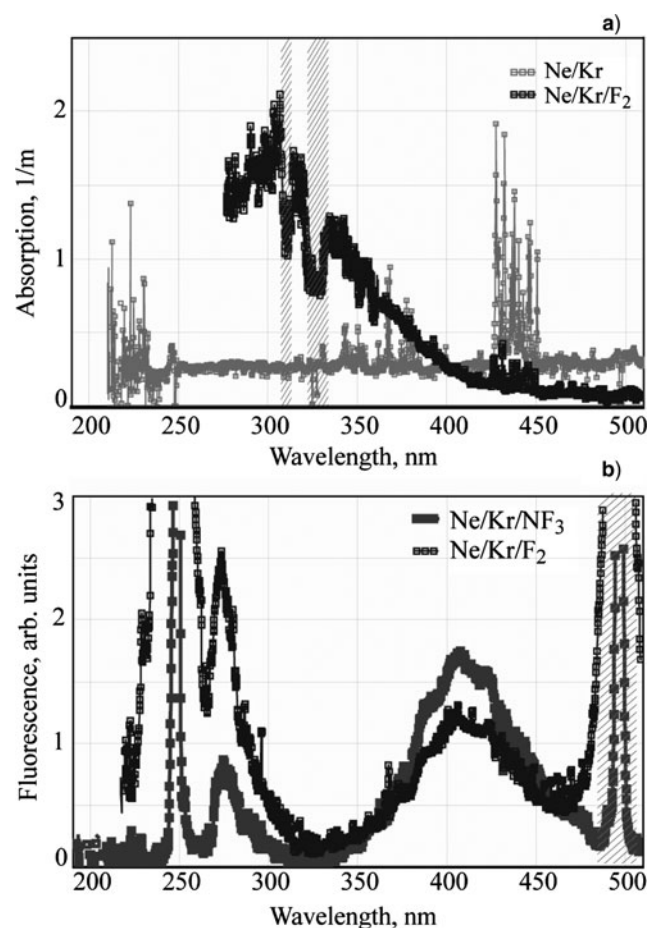 a)
Ne/Kr
Ne/Kr/F2
Absorption, 1/m
2
1
0
200 250 300 350 400 450 500
Wavelength, nm
b)
Ne/Kr/NF3
Ne/Kr/F2
Fluorescence, arb. units
3
2
1
0
200 250 300 350 400 450 500
Wavelength, nm